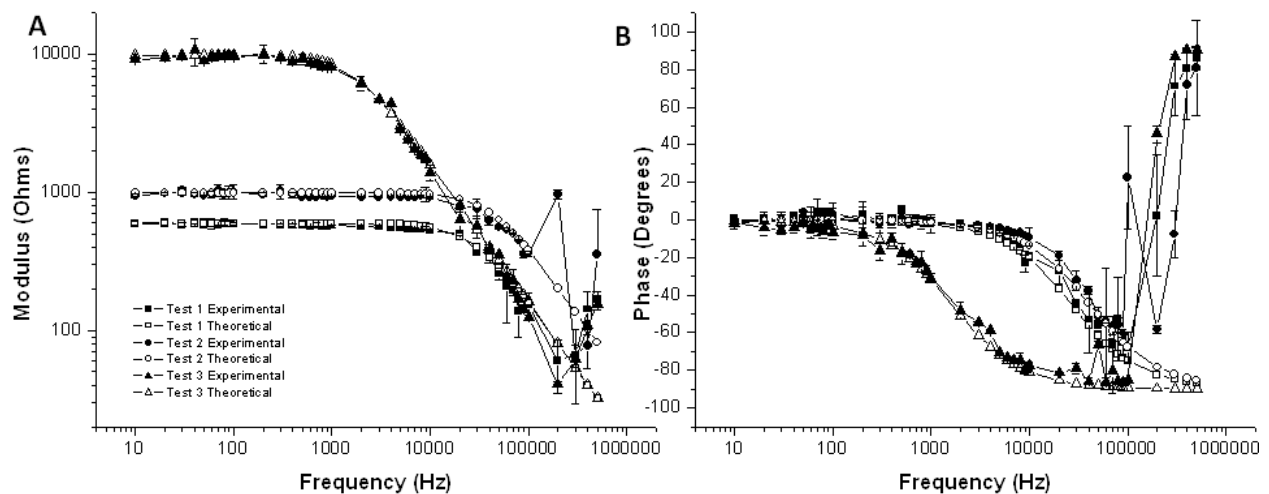 A
10000
1000
100
Modulus (Ohms)
Test 1 Experimental
Test 1 Theoretical
Test 2 Experimental
Test 2 Theoretical
Test 3 Experimental
Test 3 Theoretical
10 100 1000 10000 100000 1000000
Frequency (Hz)
B
100
80
60
40
20
0
-20
-40
-60
-80
-100
Phase (Degrees)
10 100 1000 10000 100000 1000000
Frequency (Hz)